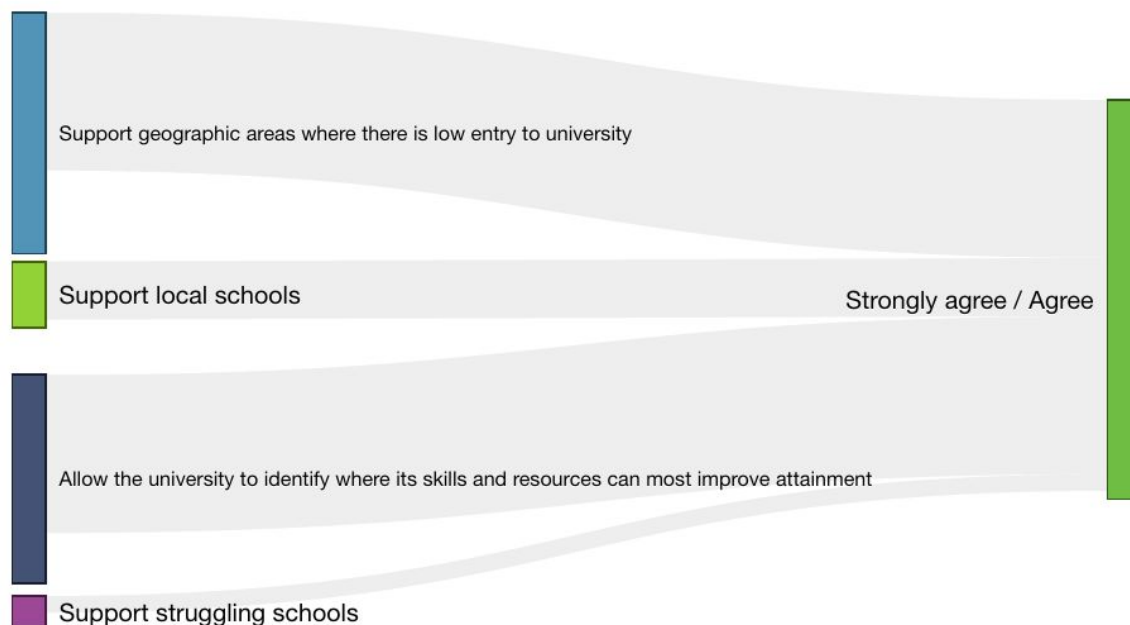 Support geographic areas where there is low entry to university
Support local schools
Strongly agree / Agree
Allow the university to identify where its skills and resources can most improve attainment
Support struggling schools